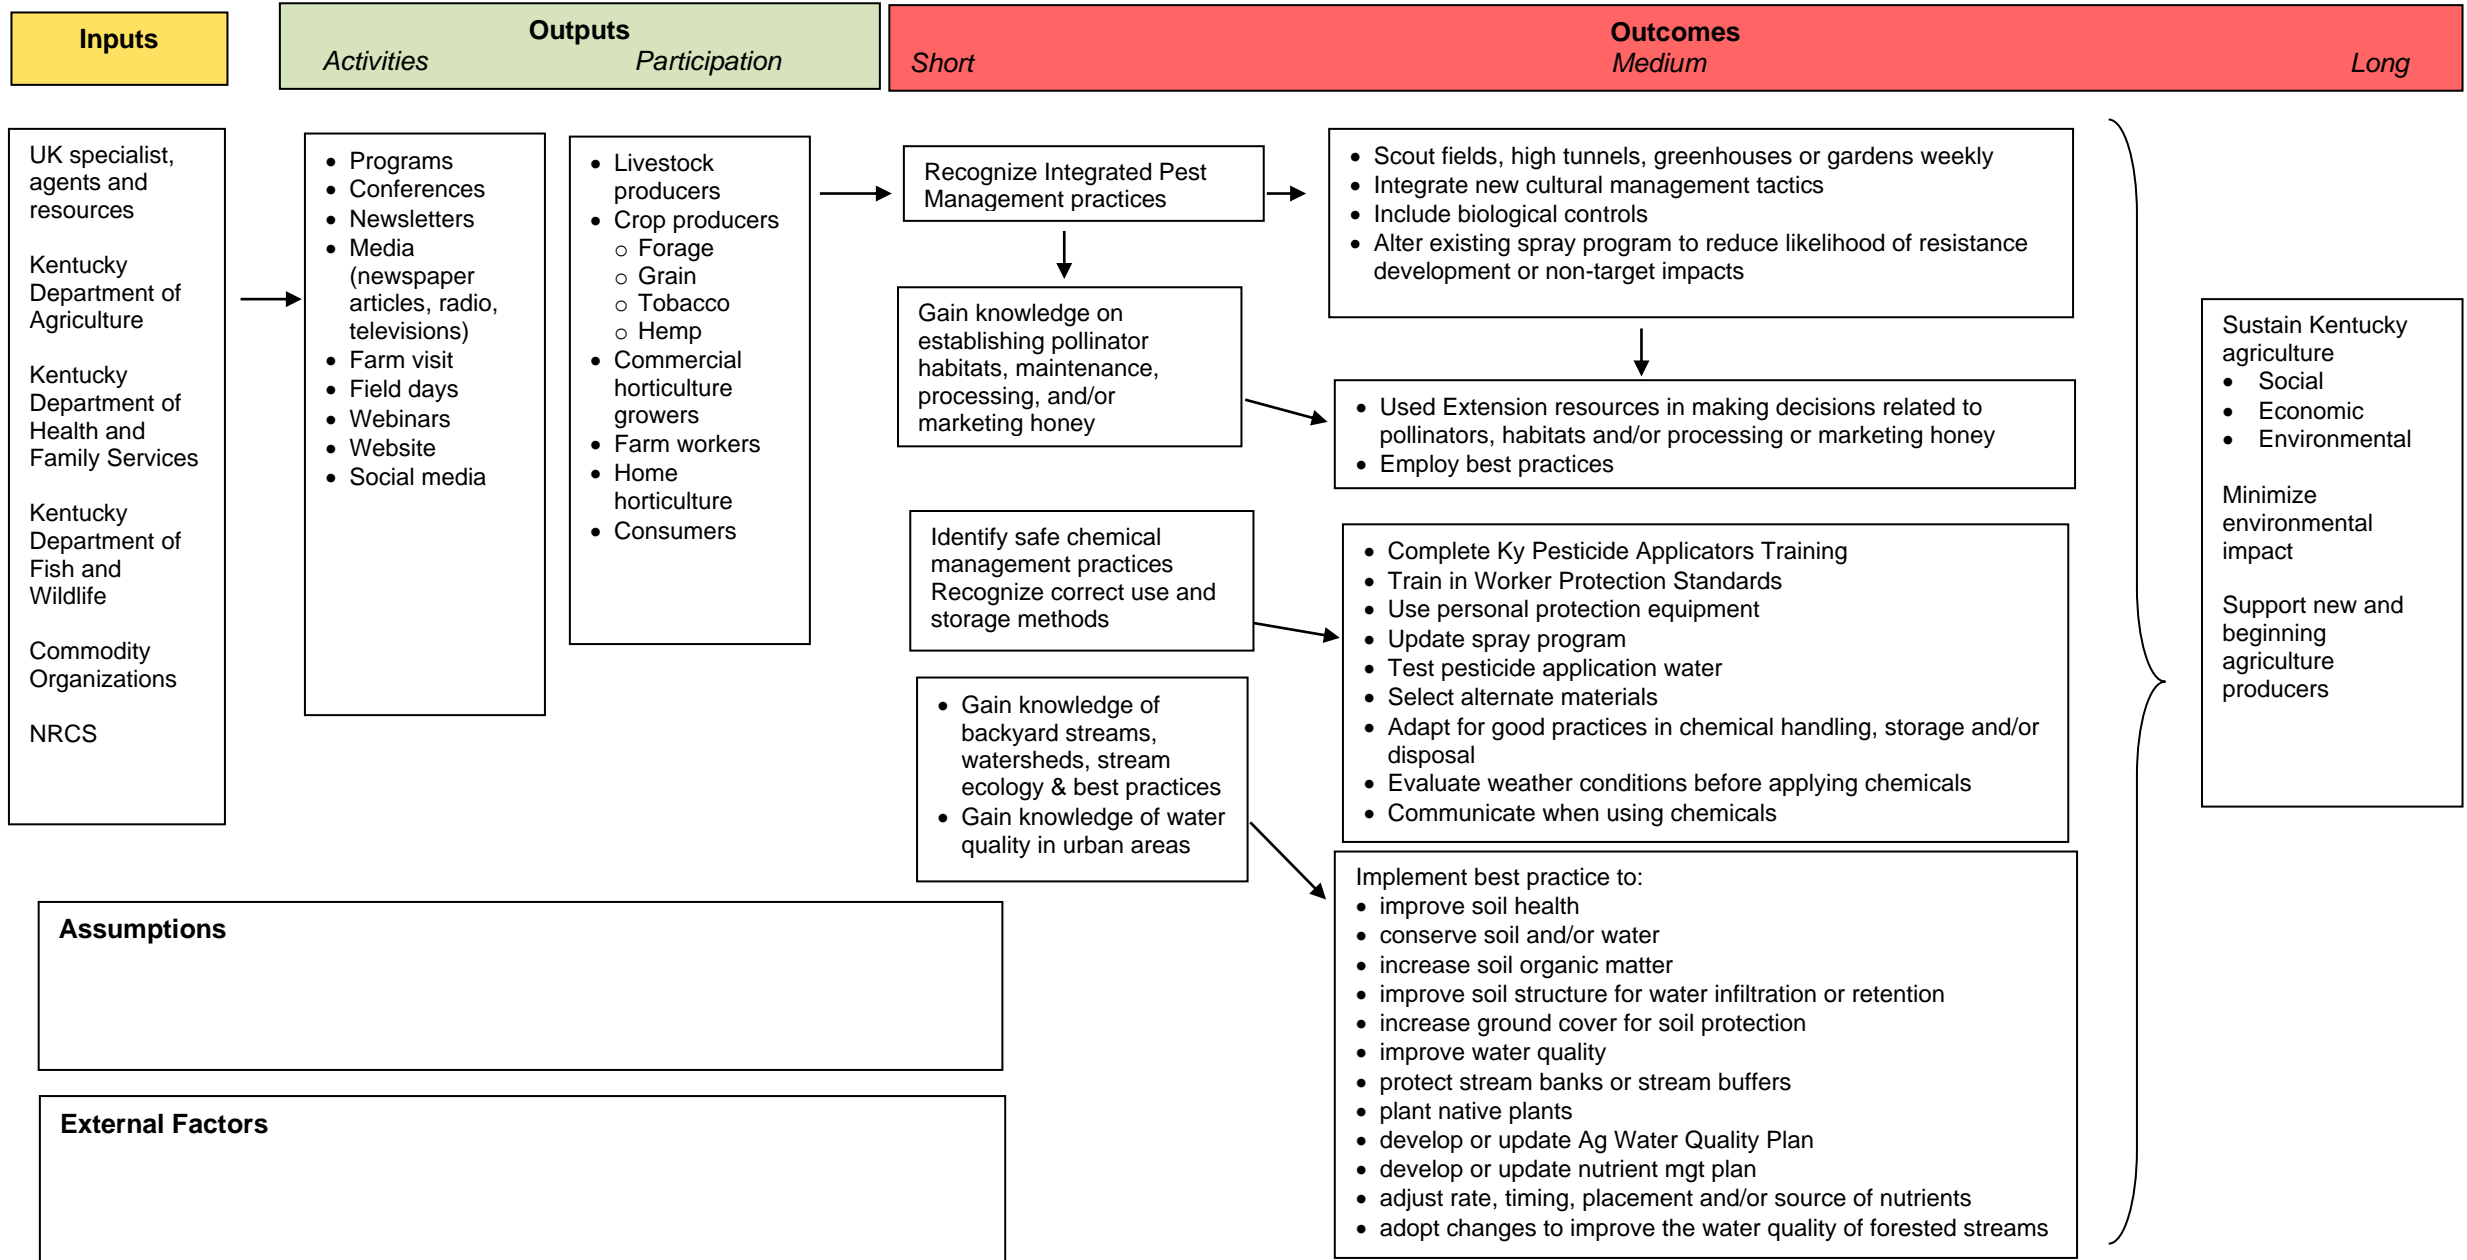 Inputs
Outputs
Activities
Participation
Outcomes
Short
Medium
Long
UK specialist,
agents and
resources
Kentucky
Department of
Agriculture
Kentucky
Department of
Health and
Family Services
Kentucky
Department of
Fish and
Wildlife
Commodity
Organizations
NRCS
• Programs
• Conferences
• Newsletters
• Media
(newspaper
articles, radio,
televisions)
• Farm visit
• Field days
• Webinars
• Website
• Social media
• Livestock
producers
• Crop producers
o Forage
o Grain
o Tobacco
o Hemp
• Commercial
horticulture
growers
• Farm workers
• Home
horticulture
• Consumers
Recognize Integrated Pest
Management practices
Gain knowledge on
establishing pollinator
habitats, maintenance,
processing, and/or
marketing honey
Identify safe chemical
management practices
Recognize correct use and
storage methods
• Gain knowledge of
backyard streams,
watersheds, stream
ecology & best practices
• Gain knowledge of water
quality in urban areas
• Scout fields, high tunnels, greenhouses or gardens weekly
• Integrate new cultural management tactics
• Include biological controls
• Alter existing spray program to reduce likelihood of resistance
development or non-target impacts
• Used Extension resources in making decisions related to
pollinators, habitats and/or processing or marketing honey
• Employ best practices
• Complete Ky Pesticide Applicators Training
• Train in Worker Protection Standards
• Use personal protection equipment
• Update spray program
• Test pesticide application water
• Select alternate materials
• Adapt for good practices in chemical handling, storage and/or
disposal
• Evaluate weather conditions before applying chemicals
• Communicate when using chemicals
Implement best practice to:
• improve soil health
• conserve soil and/or water
• increase soil organic matter
• improve soil structure for water infiltration or retention
• increase ground cover for soil protection
• improve water quality
• protect stream banks or stream buffers
• plant native plants
• develop or update Ag Water Quality Plan
• develop or update nutrient mgt plan
• adjust rate, timing, placement and/or source of nutrients
• adopt changes to improve the water quality of forested streams
Sustain Kentucky
agriculture
• Social
• Economic
• Environmental
Minimize
environmental
impact
Support new and
beginning
agriculture
producers
Assumptions
External Factors